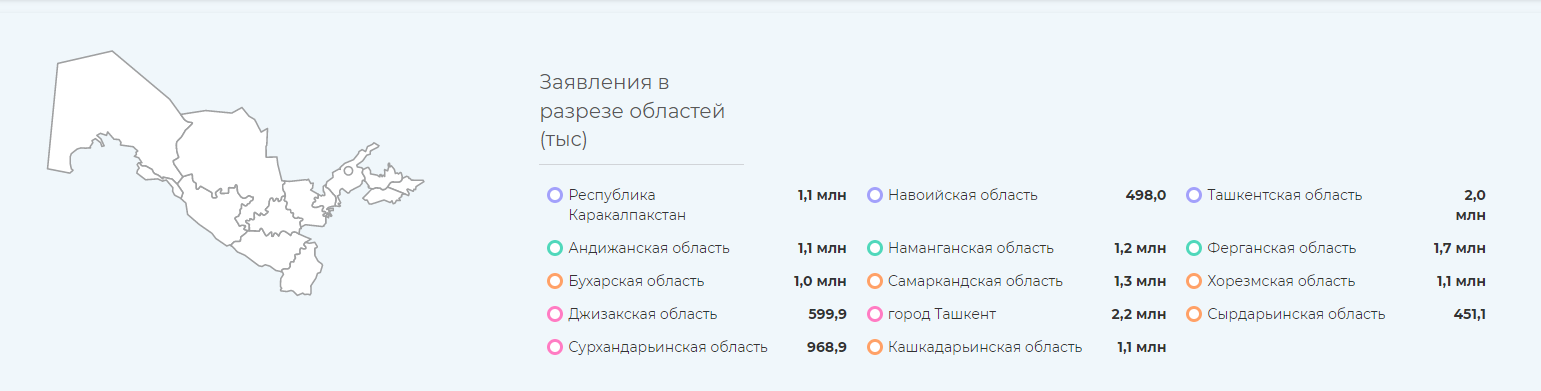 Заявления в
разрезе областей
(тыс)
Республика
Каракалпакстан 1,1 млн
Навоийская область 498,0
Ташкентская область 2,0
млн
Андижанская область 1,1 млн
Наманганская область 1,2 млн
Ферганская область 1,7 млн
Бухарская область 1,0 млн
Самаркандская область 1,3 млн
Хорезмская область 1,1 млн
Джизакская область 599,9
город Ташкент 2,2 млн
Сырдарьинская область 451,1
Сурхандарьинская область 968,9
Кашкадарьинская область 1,1 млн